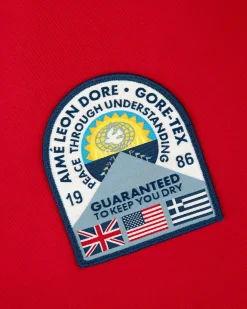 AIMÉ LEON DORE • GORE-TEX
PEACE THROUGH UNDERSTANDING
19 86
GUARANTEED
TO KEEP YOU DRY